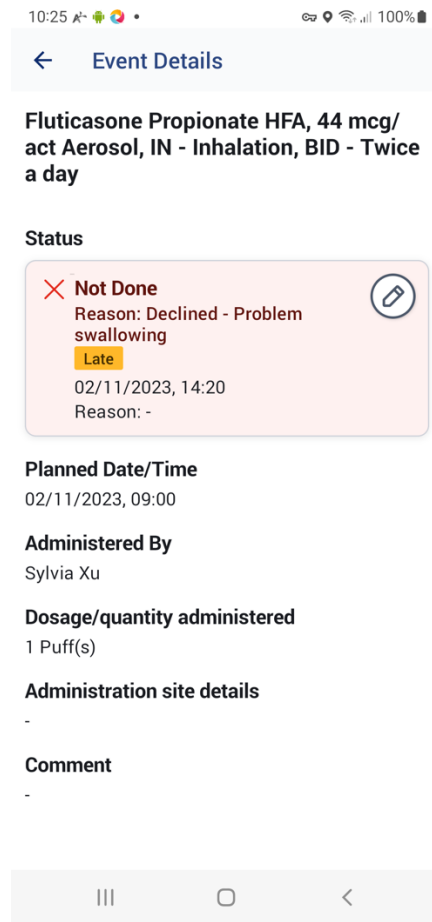 10:25
100%
Event Details
Fluticasone Propionate HFA, 44 mcg/
act Aerosol, IN - Inhalation, BID - Twice
a day
Status
Not Done
Reason: Declined - Problem
swallowing
Late
02/11/2023, 14:20
Reason: -
Planned Date/Time
02/11/2023, 09:00
Administered By
Sylvia Xu
Dosage/quantity administered
1 Puff(s)
Administration site details
-
Comment
-